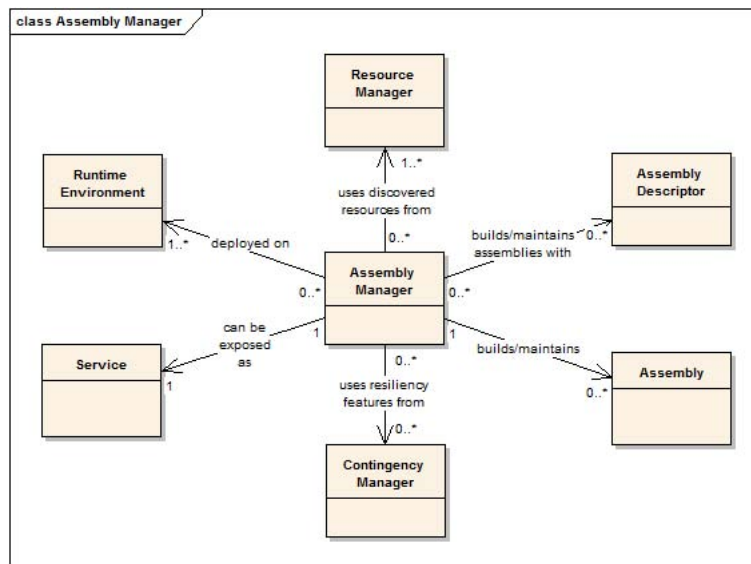 class Assembly Manager
Resource
Manager
1..*
uses discovered
resources from
0..*
Runtime
Environment
1..*
deployed on
0..*
Assembly
Descriptor
0..*
builds/maintains
assemblies with
0..*
Assembly
Manager
Service
1
can be
exposed
as
1
1
builds/maintains
0..*
Assembly
0..*
uses resiliency
features from
0..*
Contingency
Manager